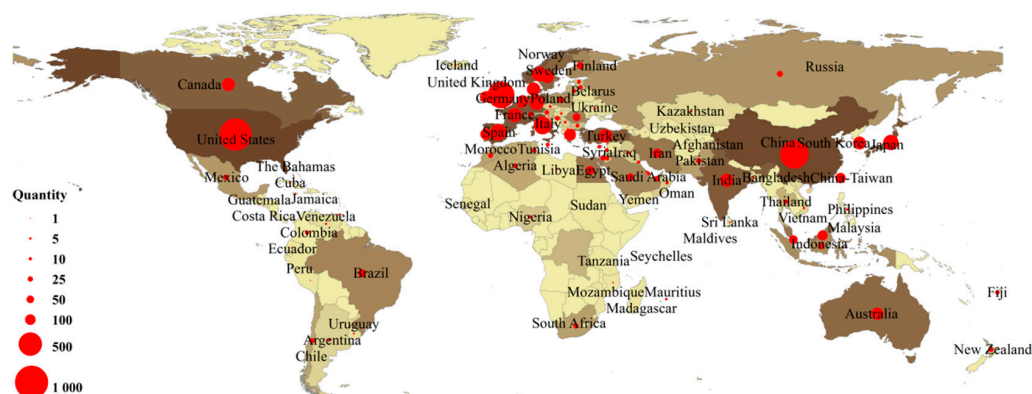 Norway
Iceland
Finland
Sweden
Russia
United Kingdom
Canada
Belarus
Germany
Poland
Ukraine
France
Kazakhstan
Italy
United States
Spain
Turkey
Uzbekistan
China
South Korea
Japan
Morocco
Tunisia
Syria
Iraq
Iran
Afghanistan
Pakistan
The Bahamas
Algeria
Mexico
Libya
Egypt
Saudi Arabia
India
Bangladesh
China-Taiwan
Cuba
Oman
Quantity
Guatemala
Jamaica
Senegal
Sudan
Yemen
Thailand
Costa Rica
Venezuela
Nigeria
Sri Lanka
Vietnam
Philippines
1
Colombia
Malaysia
5
Ecuador
Maldives
Indonesia
10
Peru
Brazil
Tanzania
Seychelles
25
Mozambique
Mauritius
Fiji
50
Madagascar
100
Uruguay
South Africa
Australia
500
Argentina
New Zealand
Chile
1 000